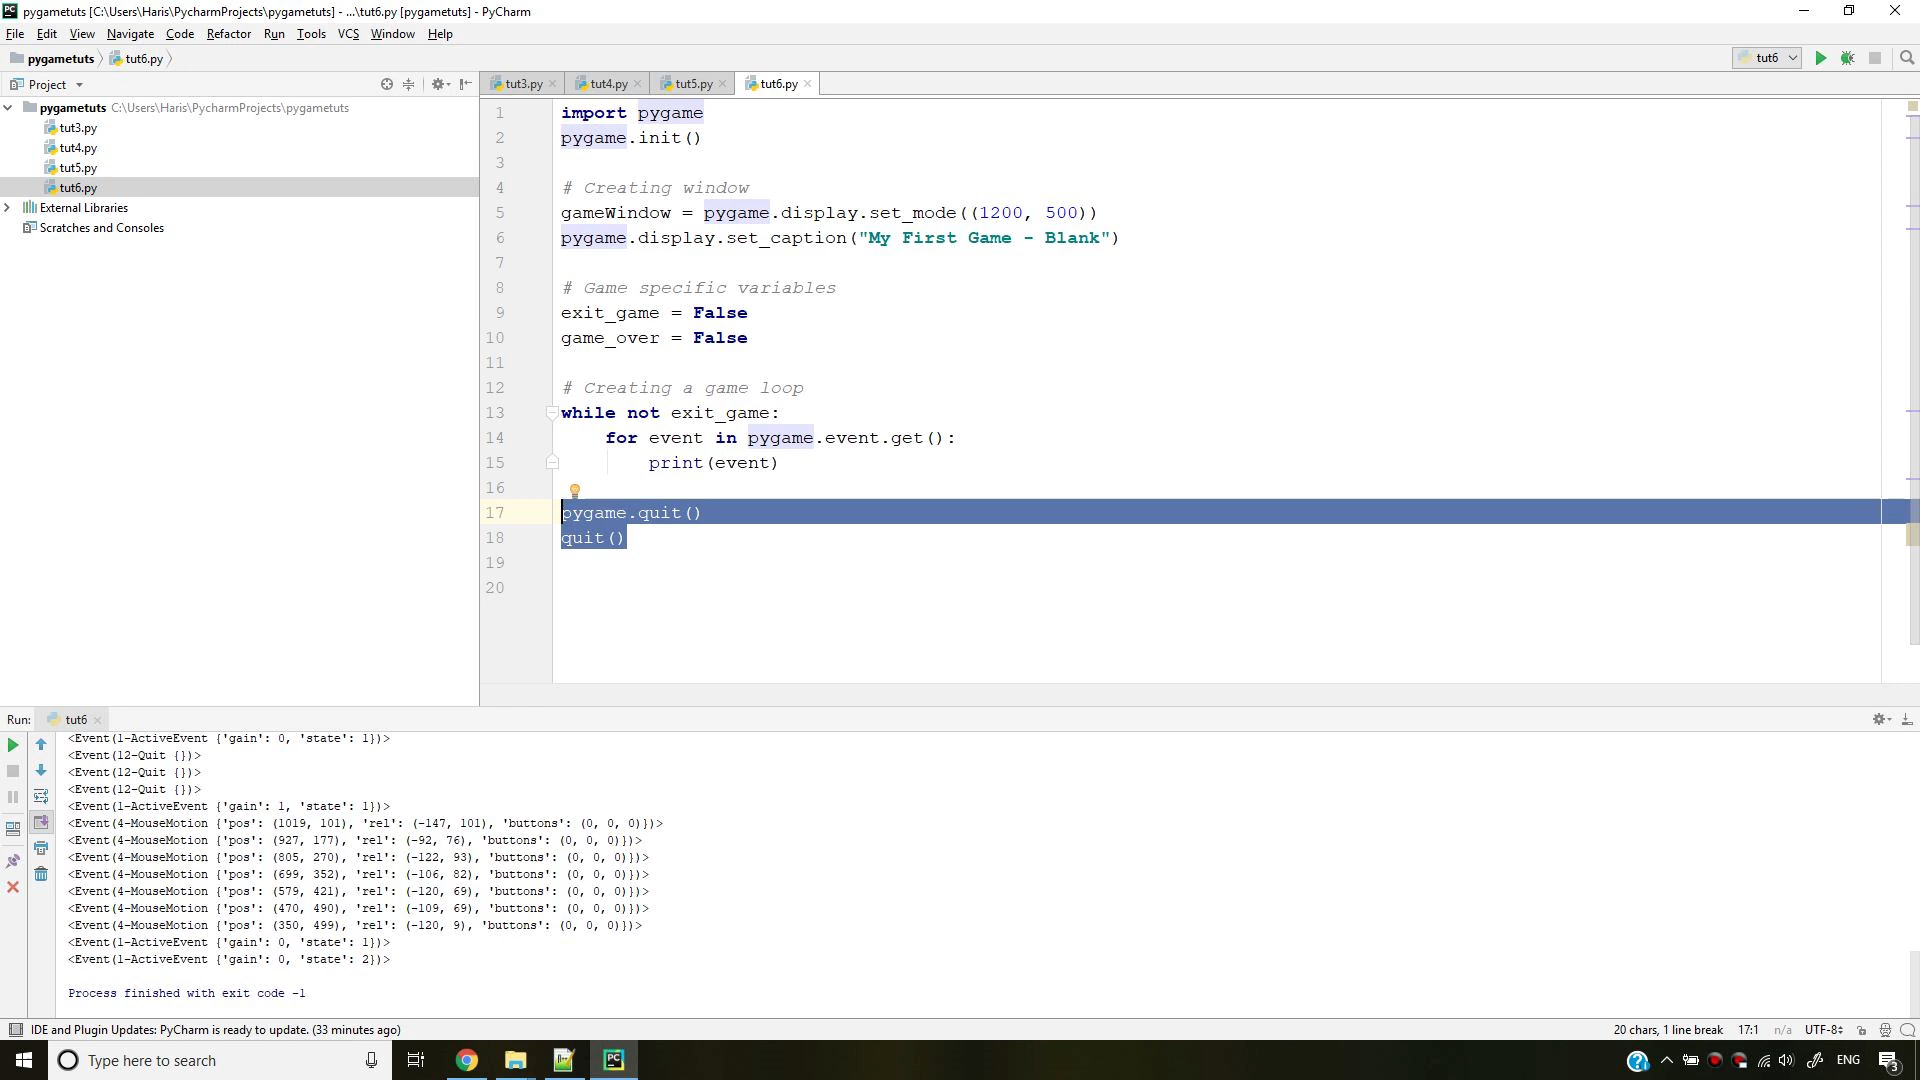 pygametuts [C:\Users\Haris\PycharmProjects\pygametuts] - ...\tut6.py [pygametuts] - PyCharm
File Edit View Navigate Code Refactor Run Tools VCS Window Help
pygametuts tut6.py tut6
Project tut3.py tut4.py tut5.py tut6.py
pygametuts C:\Users\Haris\PycharmProjects\pygametuts
tut3.py
tut4.py
tut5.py
tut6.py
External Libraries
Scratches and Consoles
1 import pygame
2 pygame.init()
3
4 # Creating window
5 gameWindow = pygame.display.set_mode((1200, 500))
6 pygame.display.set_caption("My First Game - Blank")
7
8 # Game specific variables
9 exit_game = False
10 game_over = False
11
12 # Creating a game loop
13 while not exit_game:
14 for event in pygame.event.get():
15 print(event)
16
17 pygame.quit()
18 quit()
19
20
Run: tut6
<Event(1-ActiveEvent {'gain': 0, 'state': 1})>
<Event(12-Quit {})>
<Event(12-Quit {})>
<Event(12-Quit {})>
<Event(1-ActiveEvent {'gain': 1, 'state': 1})>
<Event(4-MouseMotion {'pos': (1019, 101), 'rel': (-147, 101), 'buttons': (0, 0, 0)})>
<Event(4-MouseMotion {'pos': (927, 177), 'rel': (-92, 76), 'buttons': (0, 0, 0)})>
<Event(4-MouseMotion {'pos': (805, 270), 'rel': (-122, 93), 'buttons': (0, 0, 0)})>
<Event(4-MouseMotion {'pos': (699, 352), 'rel': (-106, 82), 'buttons': (0, 0, 0)})>
<Event(4-MouseMotion {'pos': (579, 421), 'rel': (-120, 69), 'buttons': (0, 0, 0)})>
<Event(4-MouseMotion {'pos': (470, 490), 'rel': (-109, 69), 'buttons': (0, 0, 0)})>
<Event(4-MouseMotion {'pos': (350, 499), 'rel': (-120, 9), 'buttons': (0, 0, 0)})>
<Event(1-ActiveEvent {'gain': 0, 'state': 1})>
<Event(1-ActiveEvent {'gain': 0, 'state': 2})>
Process finished with exit code -1
IDE and Plugin Updates: PyCharm is ready to update. (33 minutes ago) 20 chars, 1 line break 17:1 n/a UTF-8
Type here to search ENG 3